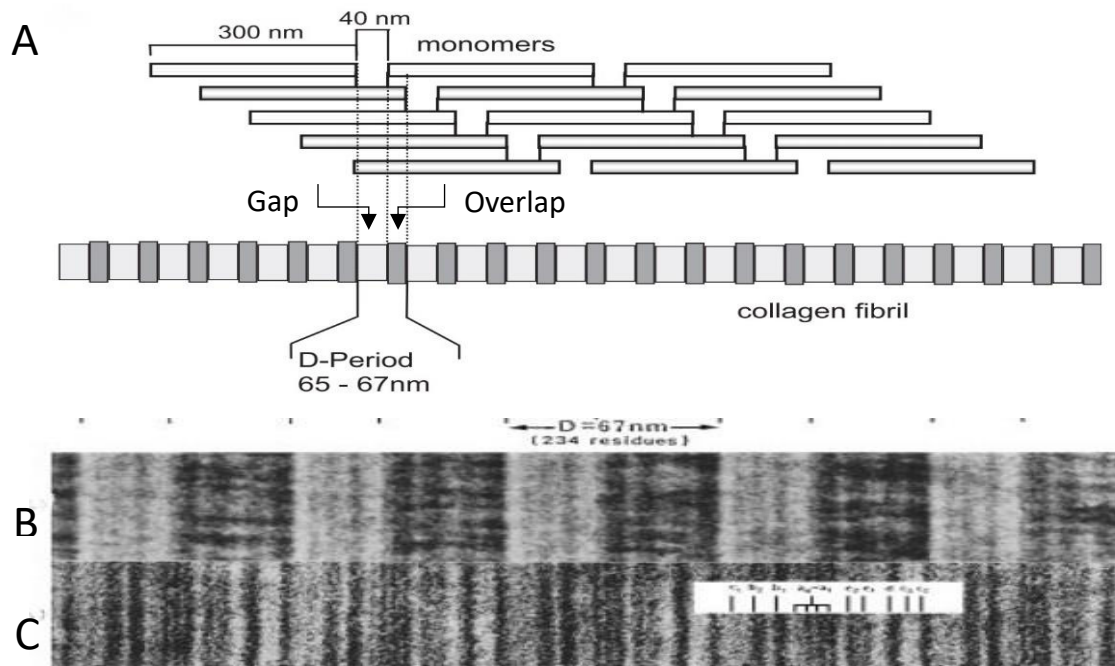 A
300 nm
40 nm
monomers
Gap
Overlap
collagen fibril
D-Period
65 - 67nm
D=67nm
(234 residues)
B
C